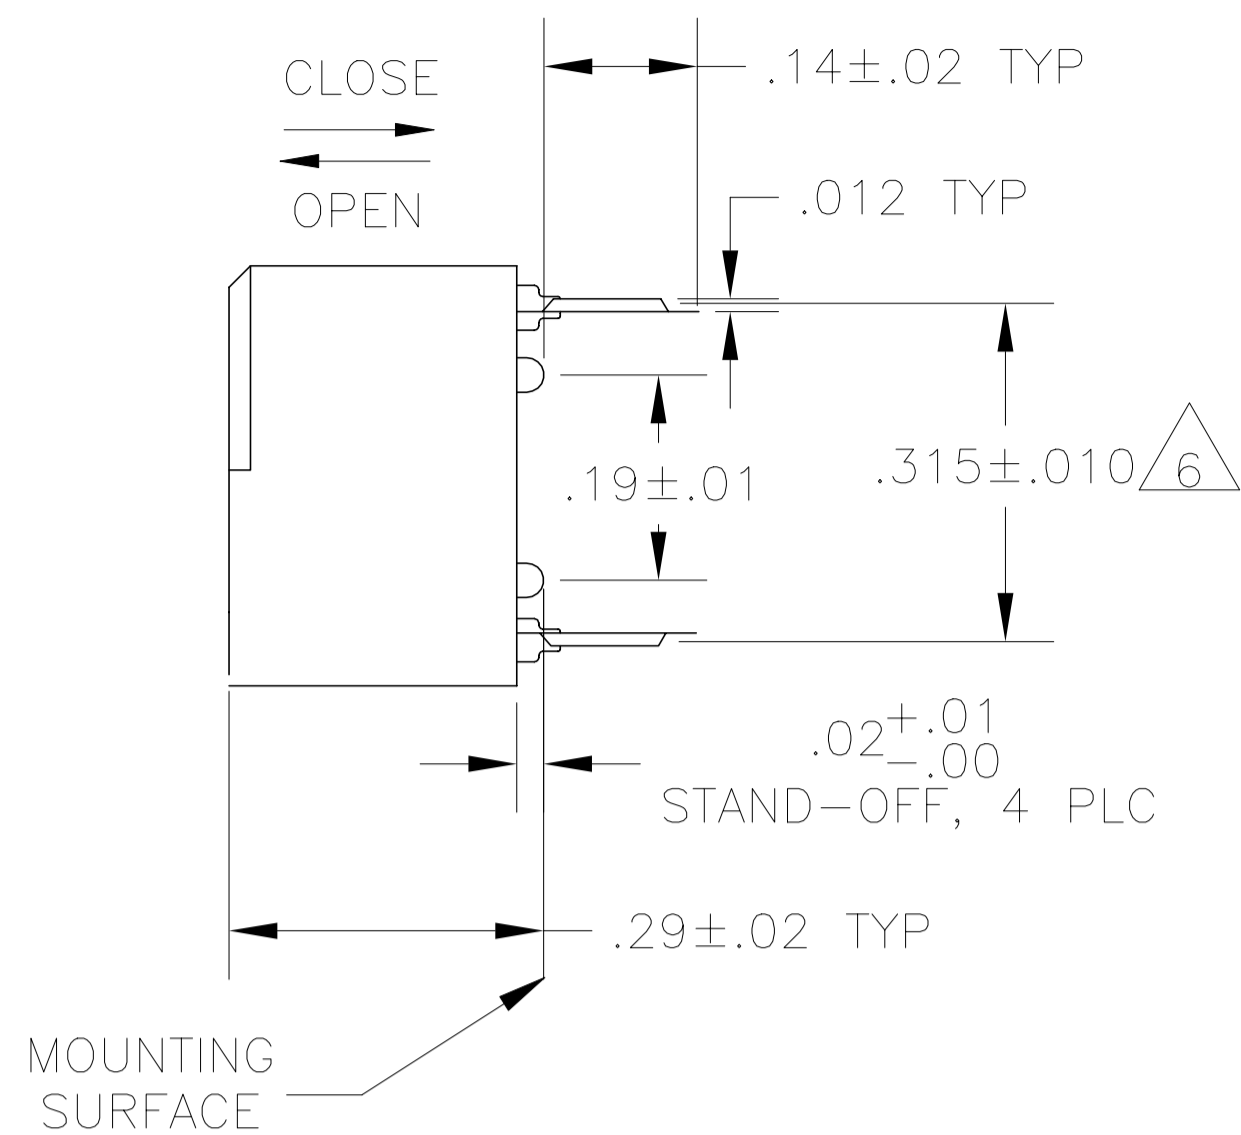 CLOSE
OPEN
.14±.02 TYP
.012 TYP
.19±.01
.315±.010 6
.02 +.01
-.00
STAND-OFF, 4 PLC
.29±.02 TYP
MOUNTING
SURFACE